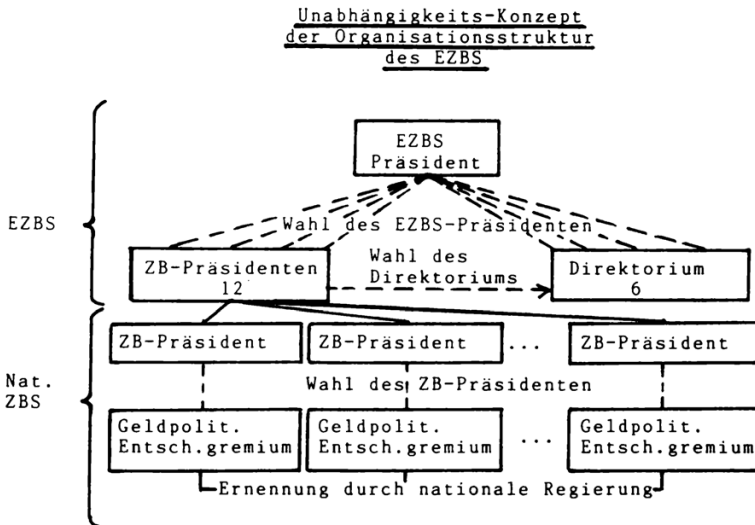 Unabhängigkeits-Konzept
der Organisationsstruktur
des EZBS
EZBS
Präsident
EZBS
Wahl des EZBS-Präsidenten
ZB-Präsidenten
12
Wahl des
Direktoriums
Direktorium
6
ZB-Präsident
ZB-Präsident
...
ZB-Präsident
Nat.
ZBS
Wahl des ZB-Präsidenten
Geldpolit.
Entsch.gremium
Geldpolit.
Entsch.gremium
...
Geldpolit.
Entsch.gremium
Ernennung durch nationale Regierung